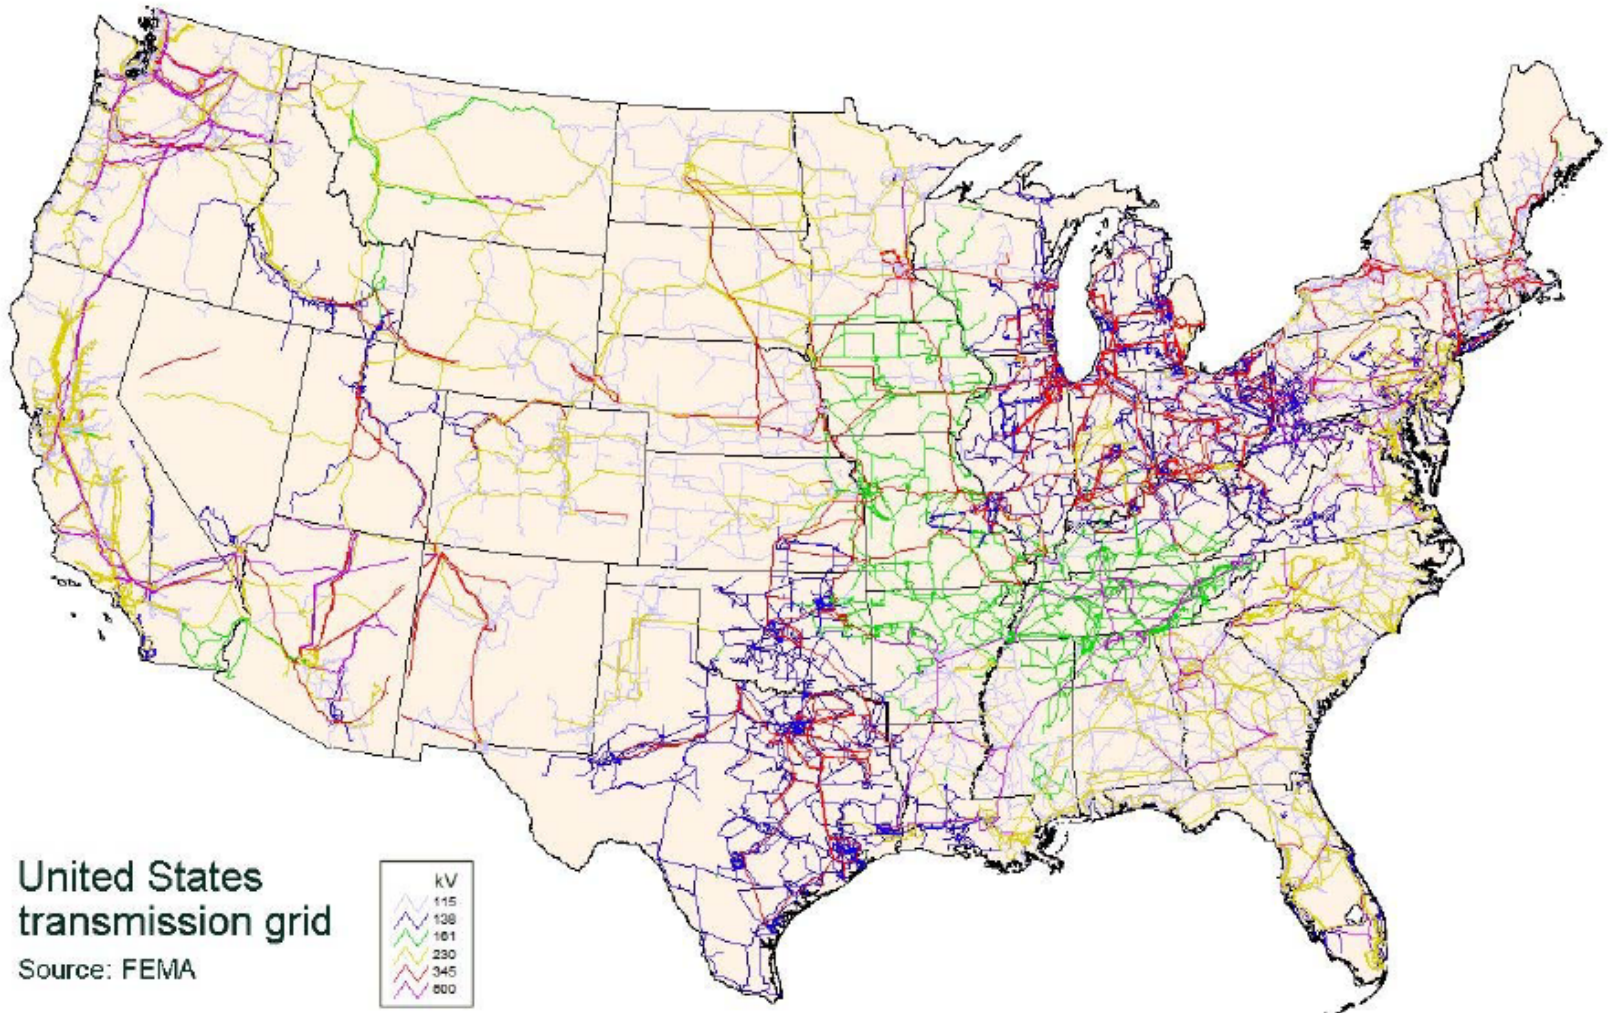 United States
transmission grid
Source: FEMA
kV
115
138
161
230
345
500